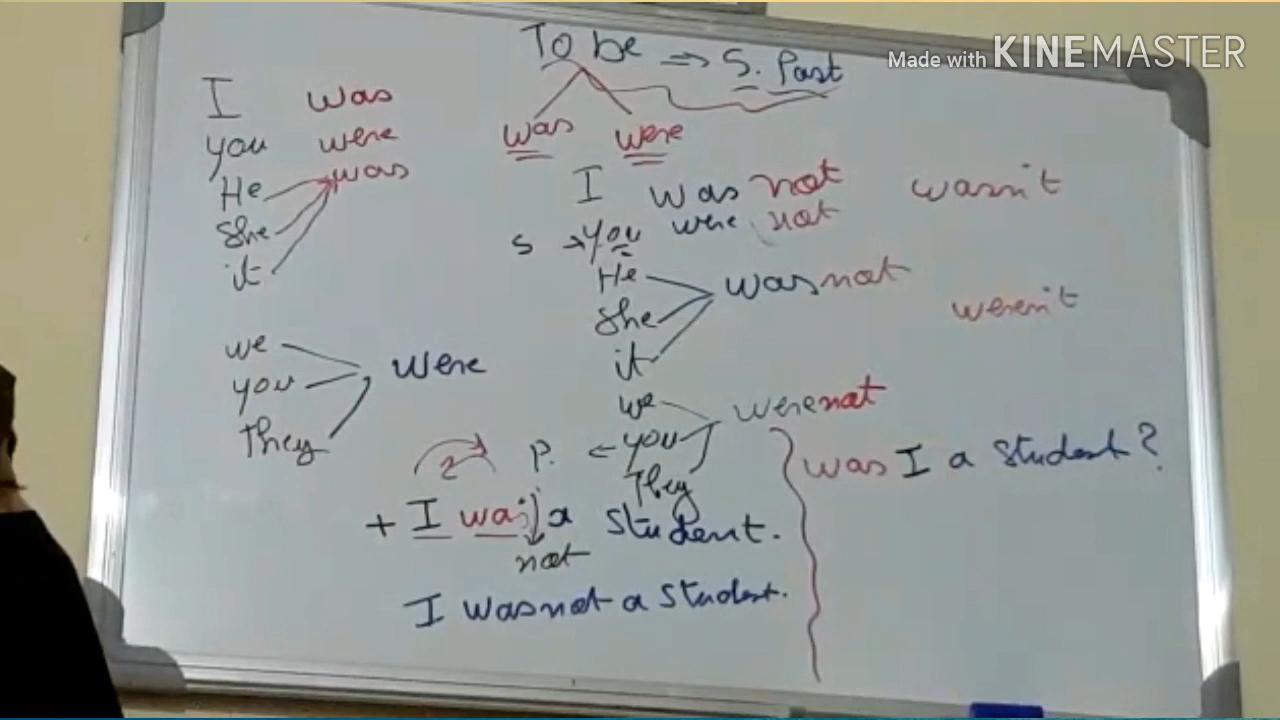 Made with KINEMASTER
To be => S. Past
was were
I was
you were
He was
She
it
we
you were
They
I was not wasn't
S → you were not
He
She was not
it
weren't
we
P. ← you were not
They
2
+ I was a student.
not
I was not a student.
was I a student?